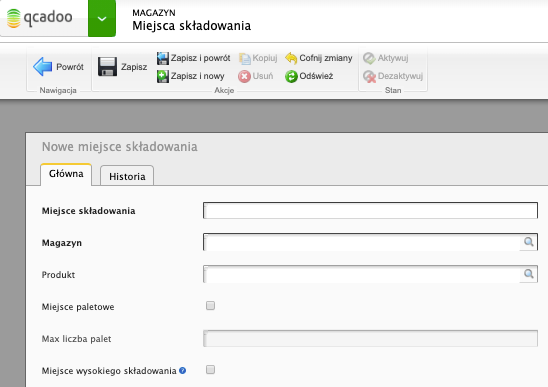 qcadoo
MAGAZYN
Miejsca składowania
Powrót
Zapisz
Zapisz i powrót
Kopiuj
Cofnij zmiany
Aktywuj
Zapisz i nowy
Usuń
Odśwież
Dezaktywuj
Nawigacja
Akcje
Stan
Nowe miejsce składowania
Główna
Historia
Miejsce składowania
Magazyn
Produkt
Miejsce paletowe
Max liczba palet
Miejsce wysokiego składowania ?